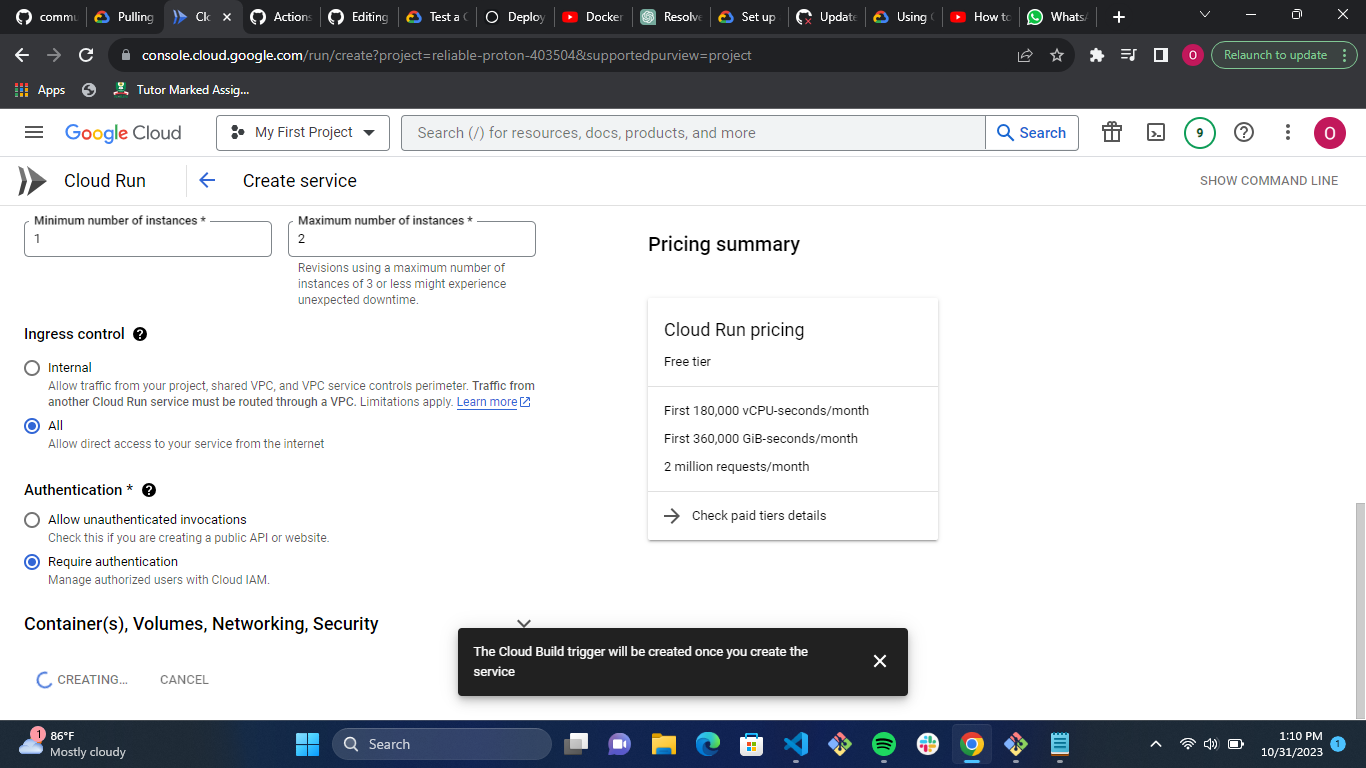 commu
Pulling
Clo
Actions
Editing
Test a C
Deploy
Docker
Resolve
Set up
Update
Using
How to
Whats
console.cloud.google.com/run/create?project=reliable-proton-403504&supportedpurview=project
O
Relaunch to update
Apps
Tutor Marked Assig...
Google Cloud
My First Project
Search (/) for resources, docs, products, and more
Search
9
O
Cloud Run
Create service
SHOW COMMAND LINE
Minimum number of instances *
1
Maximum number of instances *
2
Revisions using a maximum number of
instances of 3 or less might experience
unexpected downtime.
Ingress control
Internal
Allow traffic from your project, shared VPC, and VPC service controls perimeter. Traffic from
another Cloud Run service must be routed through a VPC. Limitations apply. Learn more
All
Allow direct access to your service from the internet
Authentication *
Allow unauthenticated invocations
Check this if you are creating a public API or website.
Require authentication
Manage authorized users with Cloud IAM.
Container(s), Volumes, Networking, Security
CREATING...
CANCEL
Pricing summary
Cloud Run pricing
Free tier
First 180,000 vCPU-seconds/month
First 360,000 GiB-seconds/month
2 million requests/month
Check paid tiers details
The Cloud Build trigger will be created once you create the
service
1
86°F
Mostly cloudy
Search
1:10 PM
10/31/2023
1